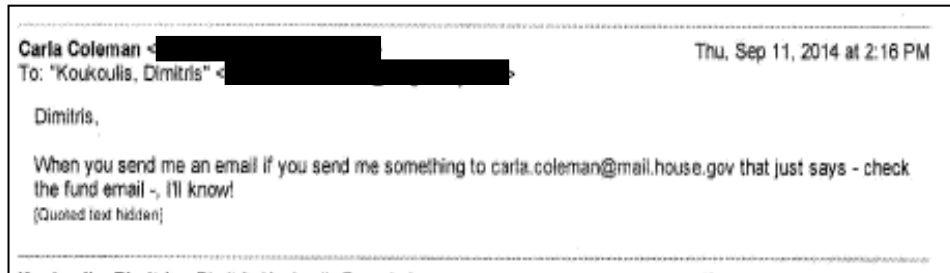 Carla Coleman <
Thu, Sep 11, 2014 at 2:16 PM
To: "Koukoulis, Dimitris" < >
Dimitris,
When you send me an email if you send me something to carla.coleman@mail.house.gov that just says - check
the fund email -, I'll know!
[Quoted text hidden]